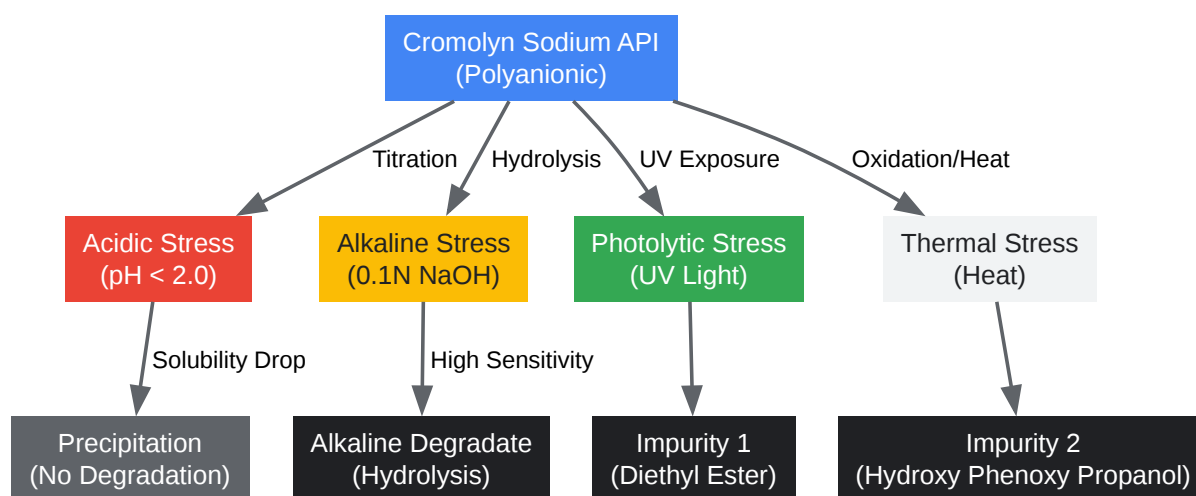 Cromolyn Sodium API
(Polyanionic)
Titration
Hydrolysis
UV Exposure
Oxidation/Heat
Acidic Stress
(pH < 2.0)
Alkaline Stress
(0.1N NaOH)
Photolytic Stress
(UV Light)
Thermal Stress
(Heat)
Solubility Drop
High Sensitivity
Precipitation
(No Degradation)
Alkaline Degradate
(Hydrolysis)
Impurity 1
(Diethyl Ester)
Impurity 2
(Hydroxy Phenoxy Propanol)